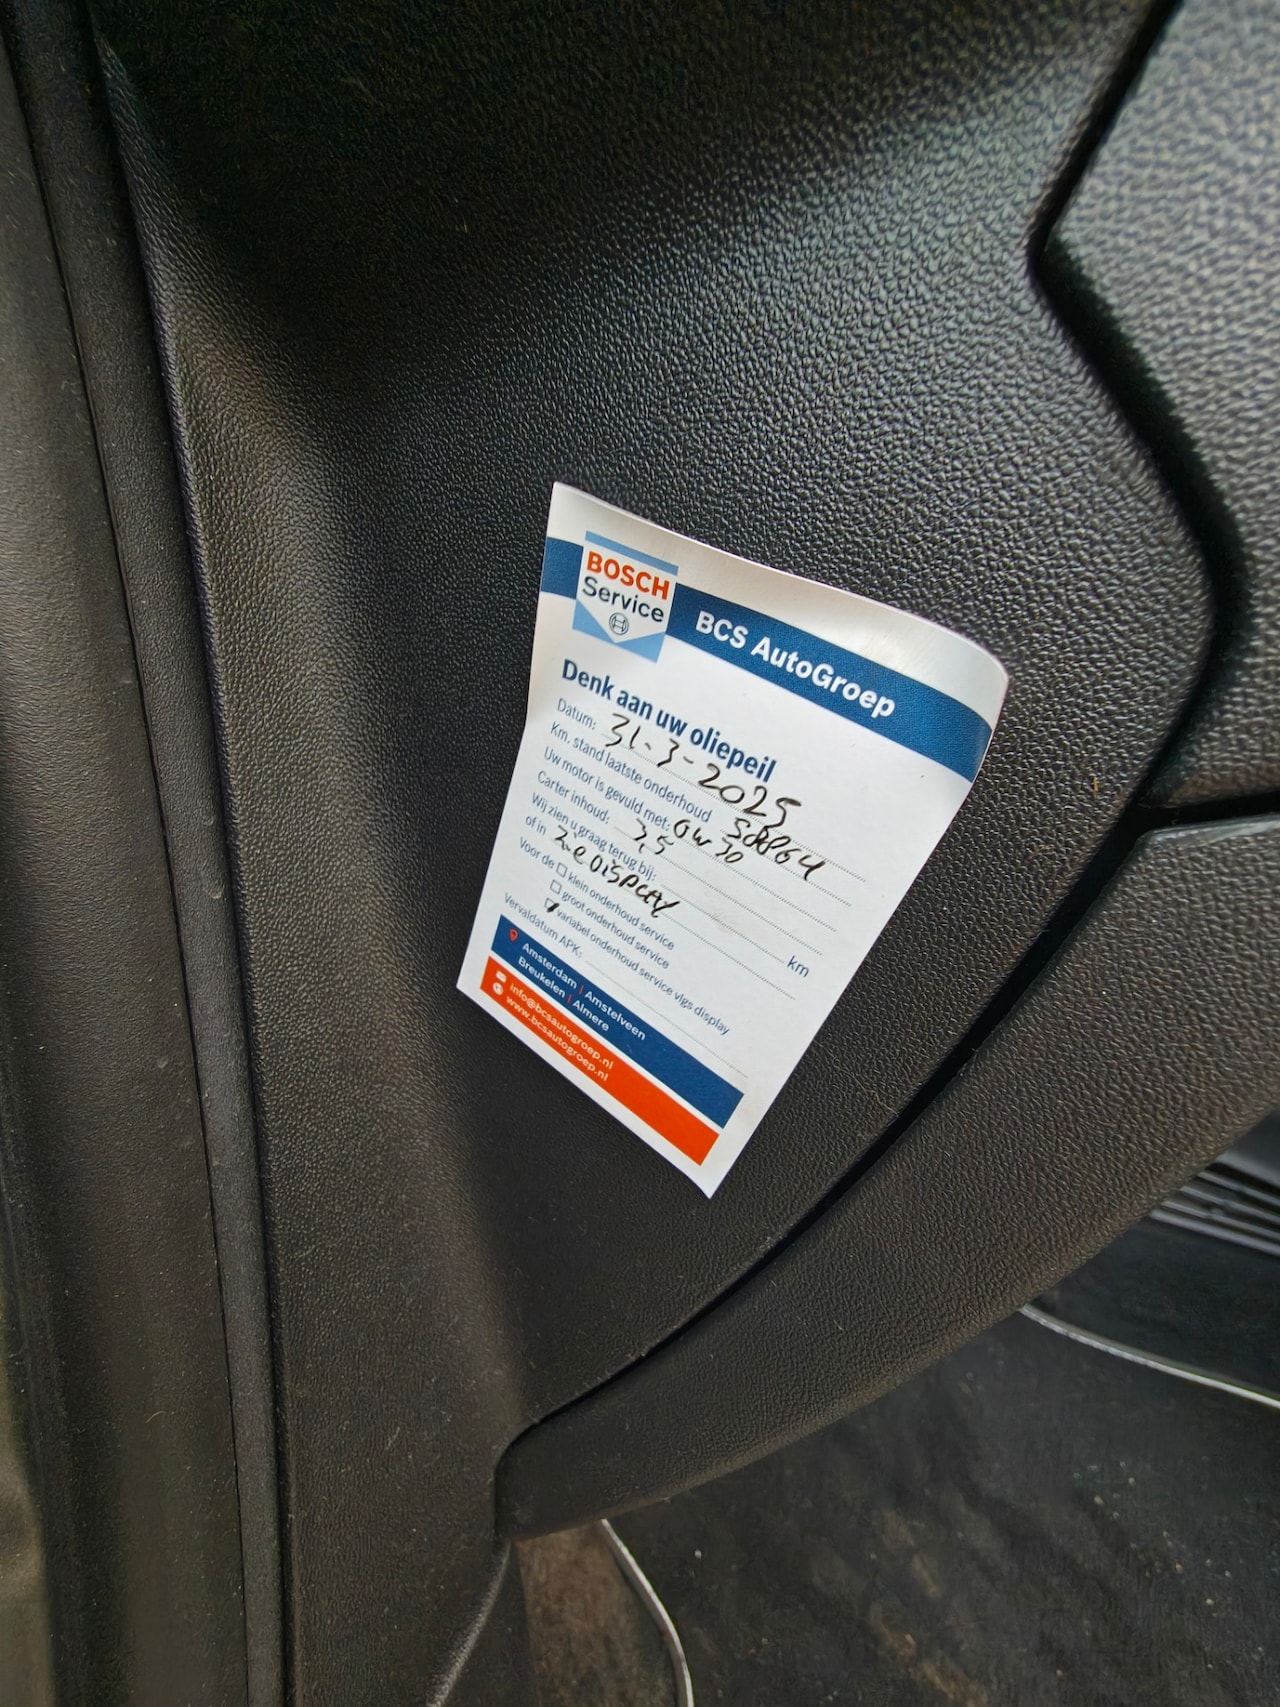 BOSCH
Service
BCS AutoGroep
Denk aan uw oliepeil
Datum: 31-3-2025
Km. stand laatste onderhoud
Uw motor is gevuld met: 0W30
Carter inhoud: 3,5
Wij zien u graag terug bij: km
of in Zie DISPLAY
Voor de klein onderhoud service
groot onderhoud service
variabel onderhoud service vlgs display
Vervaldatum APK:
Amsterdam | Amstelveen
Breukelen | Almere
info@bcsautogroep.nl
www.bcsautogroep.nl